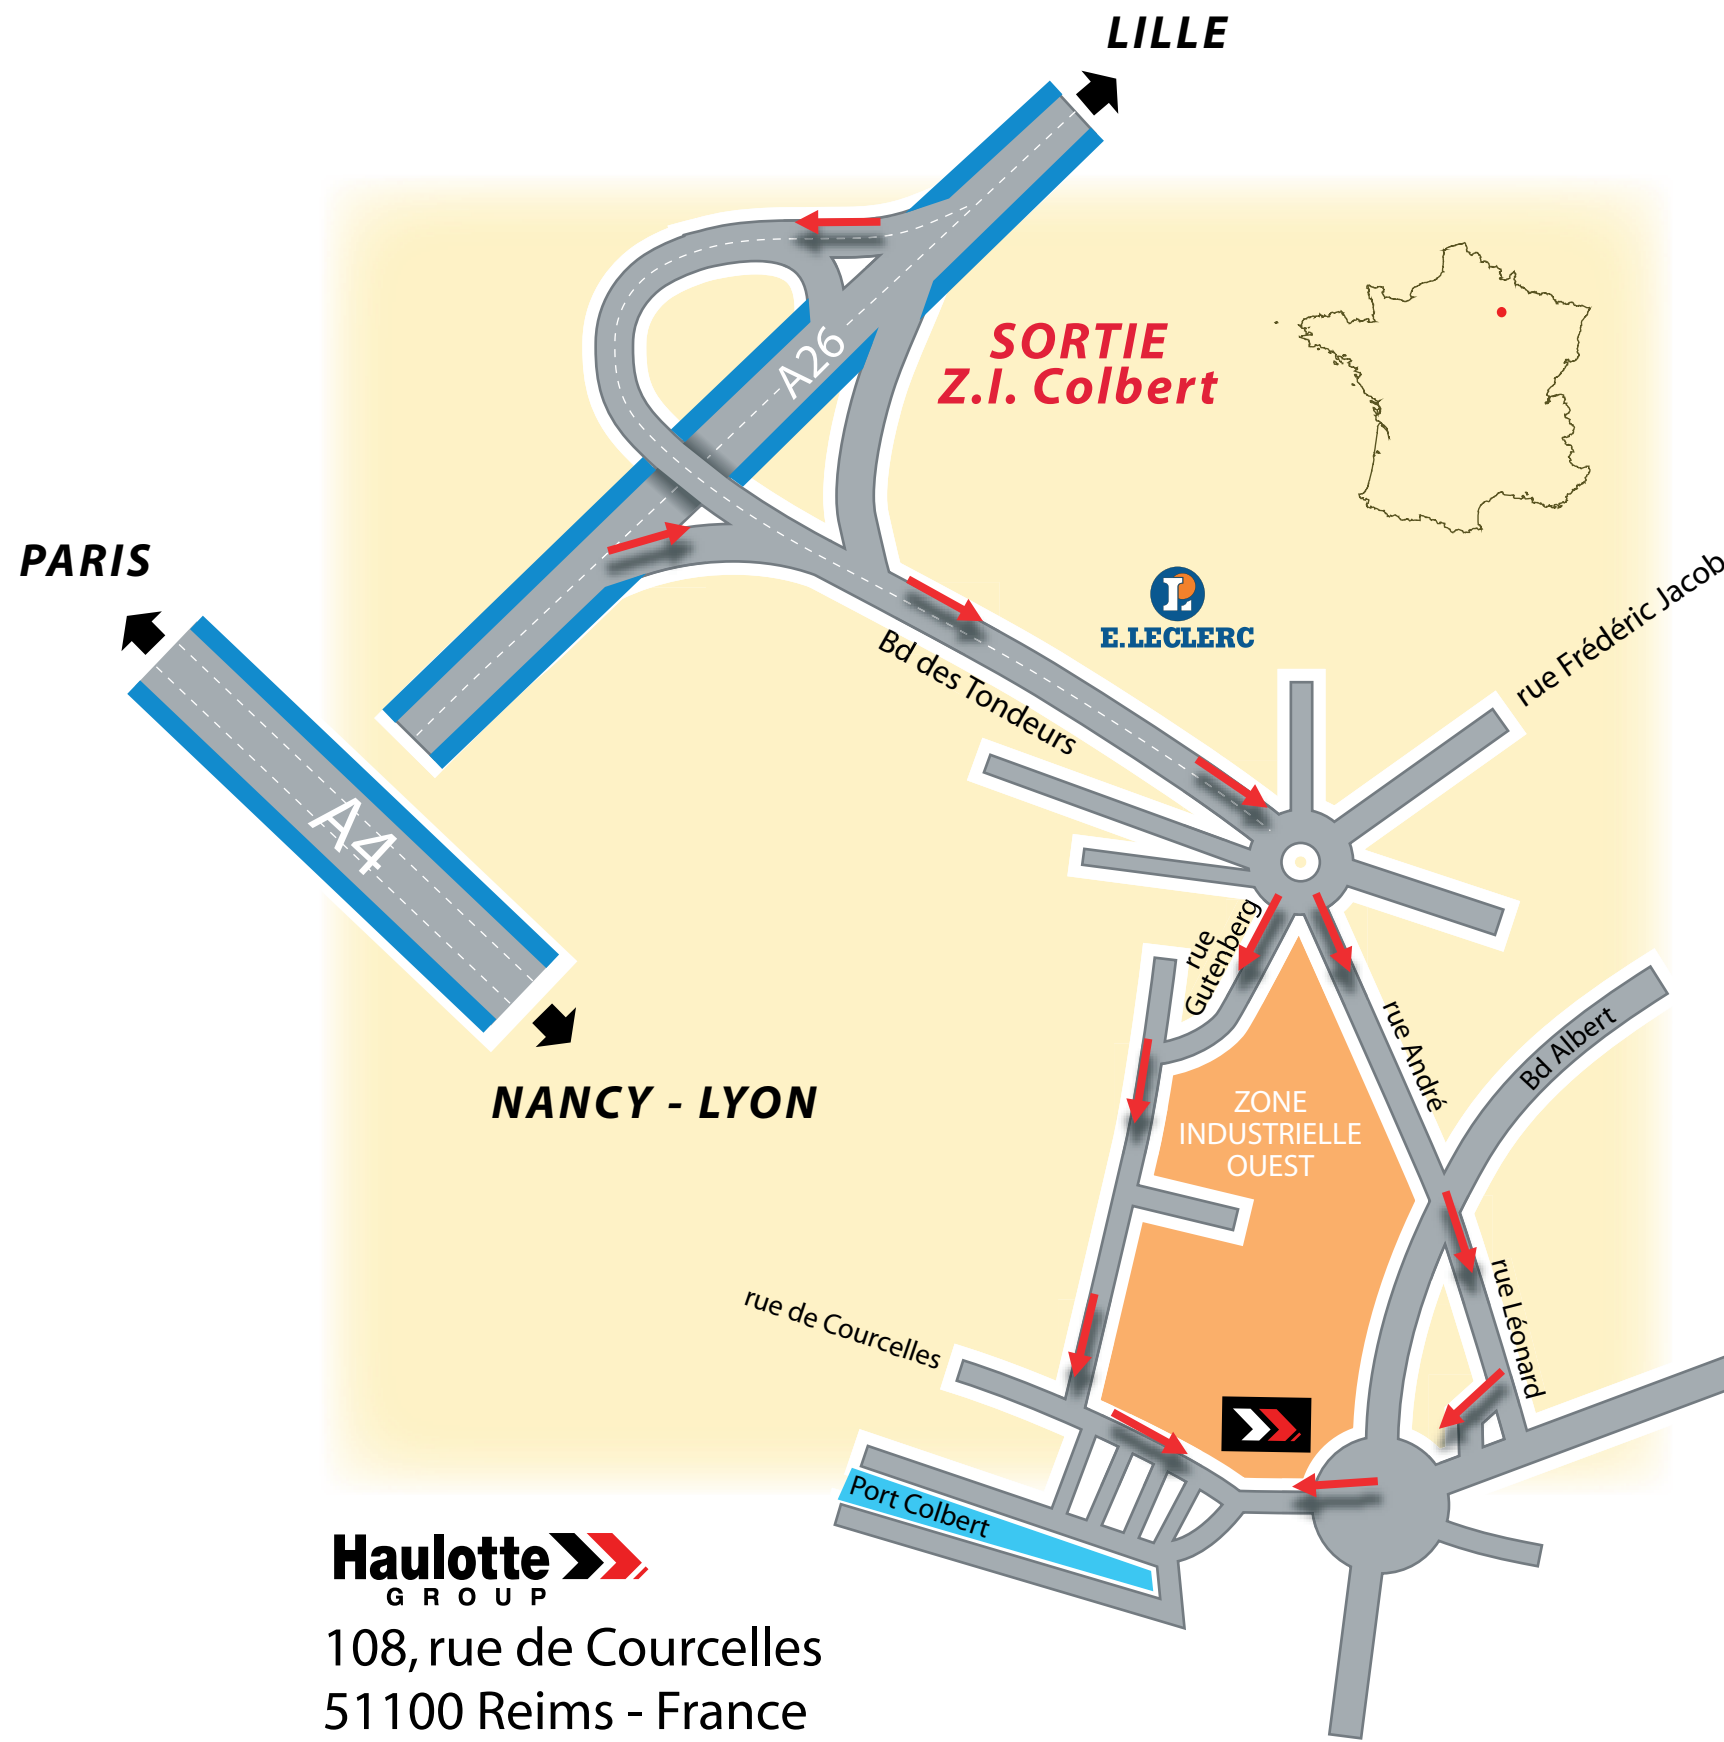 LILLE
A26
SORTIE
Z.I. Colbert
PARIS
E.LECLERC
rue Frédéric Jacob
Bd des Tondeurs
A4
rue
Gutenberg
rue André
Bd Albert
NANCY - LYON
ZONE
INDUSTRIELLE
OUEST
rue Léonard
rue de Courcelles
Port Colbert
Haulotte
GROUP
108, rue de Courcelles
51100 Reims - France